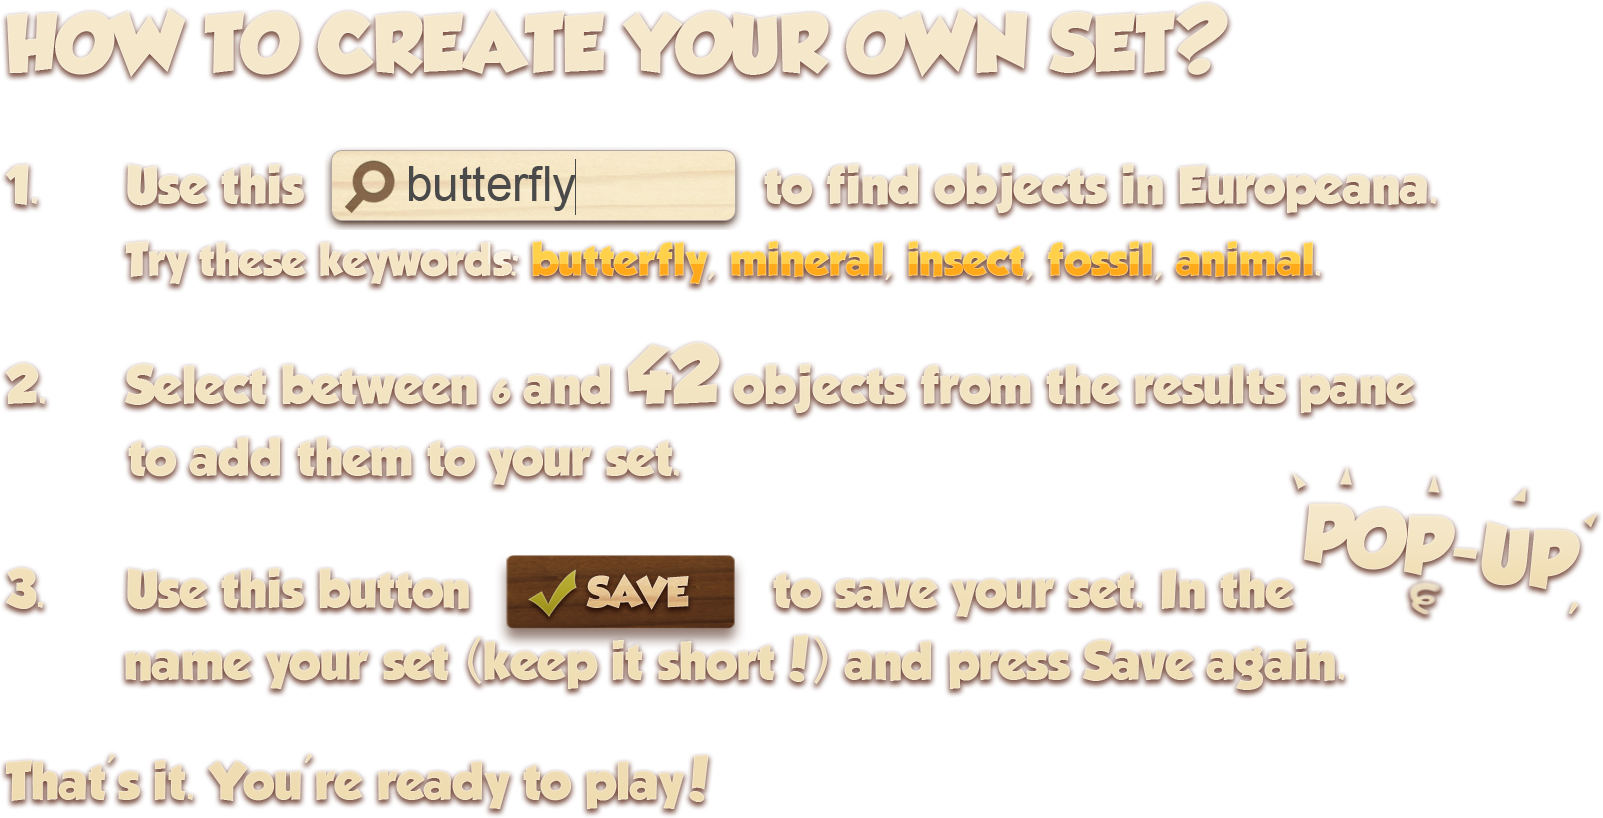 HOW TO CREATE YOUR OWN SET?
1. Use this butterfly to find objects in Europeana.
Try these keywords: butterfly, mineral, insect, fossil, animal.
2. Select between 6 and 42 objects from the results pane
to add them to your set.
3. Use this button SAVE to save your set. In the POP-UP,
name your set (keep it short!) and press Save again.
That's it. You're ready to play!